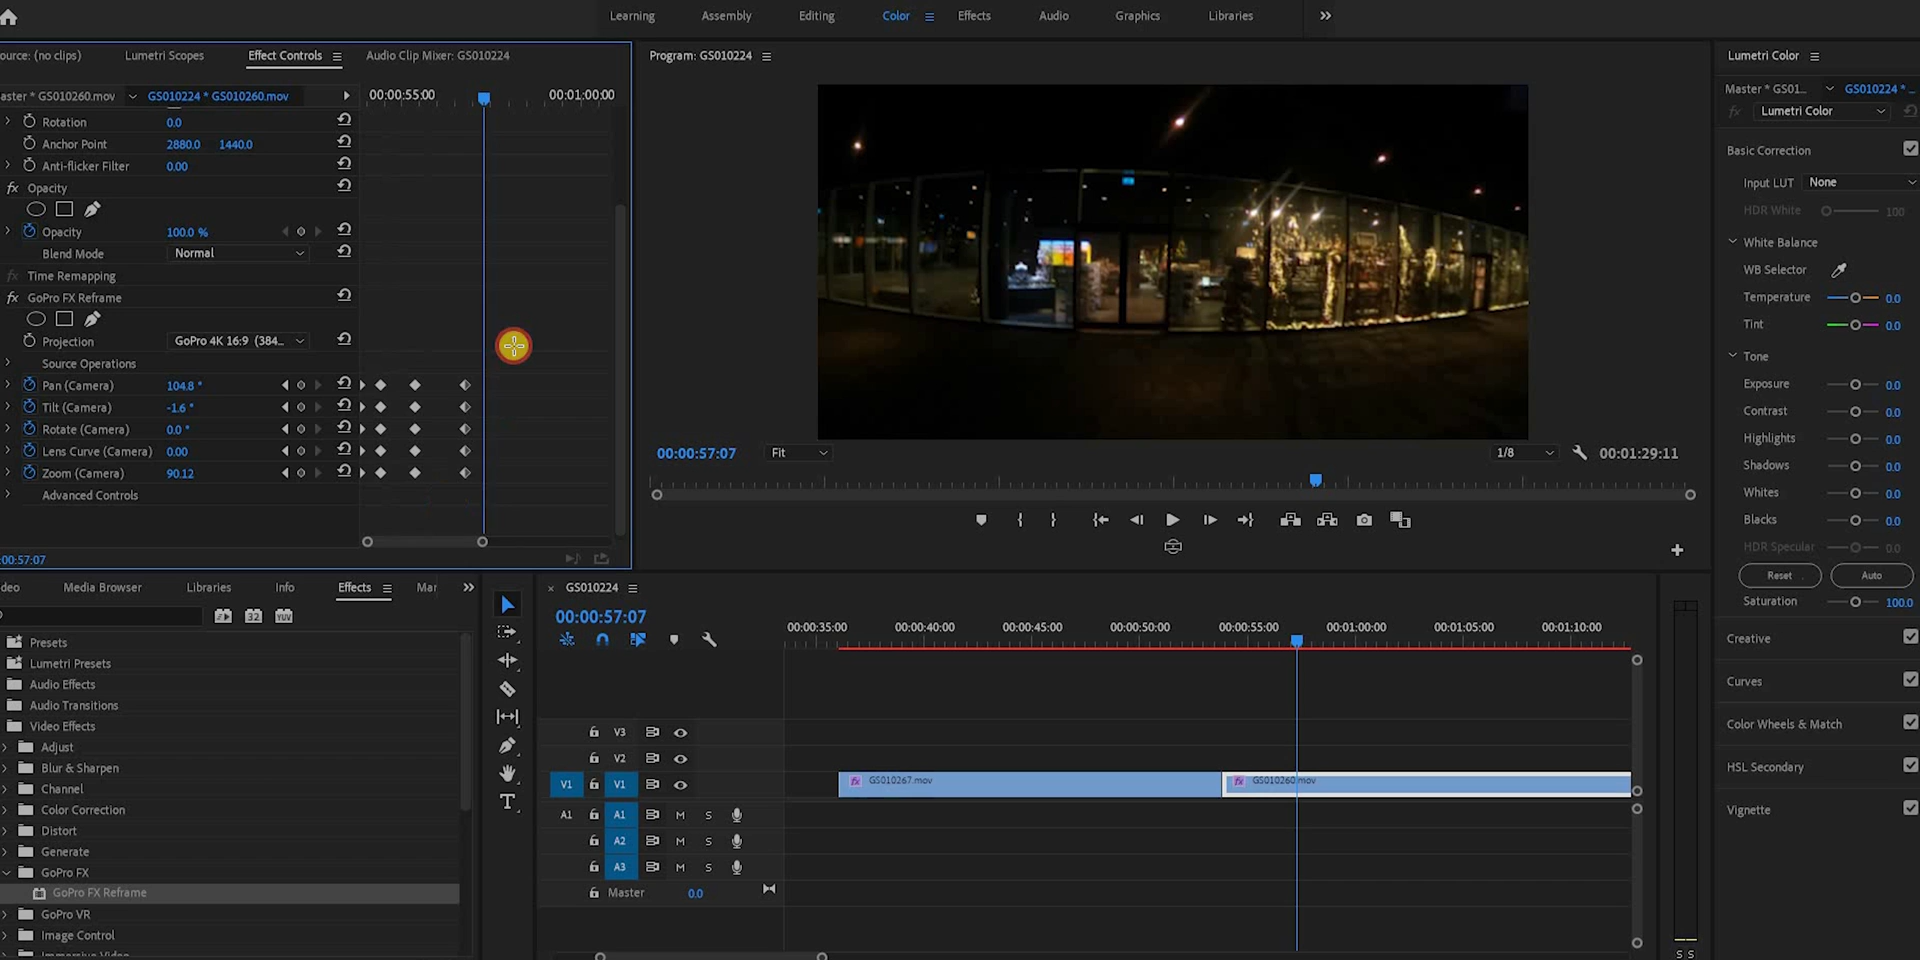 Learning
Assembly
Editing
Color
Effects
Audio
Graphics
Libraries
ource: (no clips)
Lumetri Scopes
Effect Controls
Audio Clip Mixer: GS010224
aster * GS010260.mov
GS010224 * GS010260.mov
00:00:55:00
00:01:00:00
Rotation
0.0
Anchor Point
2880.0
1440.0
Anti-flicker Filter
0.00
fx Opacity
Opacity
100.0 %
Blend Mode
Normal
fx Time Remapping
fx GoPro FX Reframe
Projection
GoPro 4K 16:9 (384...
Source Operations
Pan (Camera)
104.8 °
Tilt (Camera)
-1.6 °
Rotate (Camera)
0.0 °
Lens Curve (Camera)
0.00
Zoom (Camera)
90.12
Advanced Controls
:00:57:07
Program: GS010224
00:00:57:07
Fit
1/8
00:01:29:11
Lumetri Color
Master * GS01...
GS010224 * ...
fx
Lumetri Color
Basic Correction
Input LUT
None
HDR White
100
White Balance
WB Selector
Temperature
0.0
Tint
0.0
Tone
Exposure
0.0
Contrast
0.0
Highlights
0.0
Shadows
0.0
Whites
0.0
Blacks
0.0
HDR Specular
0.0
Reset
Auto
Saturation
100.0
Creative
Curves
Color Wheels & Match
HSL Secondary
Vignette
deo
Media Browser
Libraries
Info
Effects
Mar
32
YUV
Presets
Lumetri Presets
Audio Effects
Audio Transitions
Video Effects
Adjust
Blur & Sharpen
Channel
Color Correction
Distort
Generate
GoPro FX
GoPro FX Reframe
GoPro VR
Image Control
Immersive Video
× GS010224
00:00:57:07
00:00:35:00
00:00:40:00
00:00:45:00
00:00:50:00
00:00:55:00
00:01:00:00
00:01:05:00
00:01:10:00
V3
V2
V1
V1
fx GS010267.mov
fx GS010260.mov
A1
A1
M
S
A2
M
S
A3
M
S
Master
0.0
S S